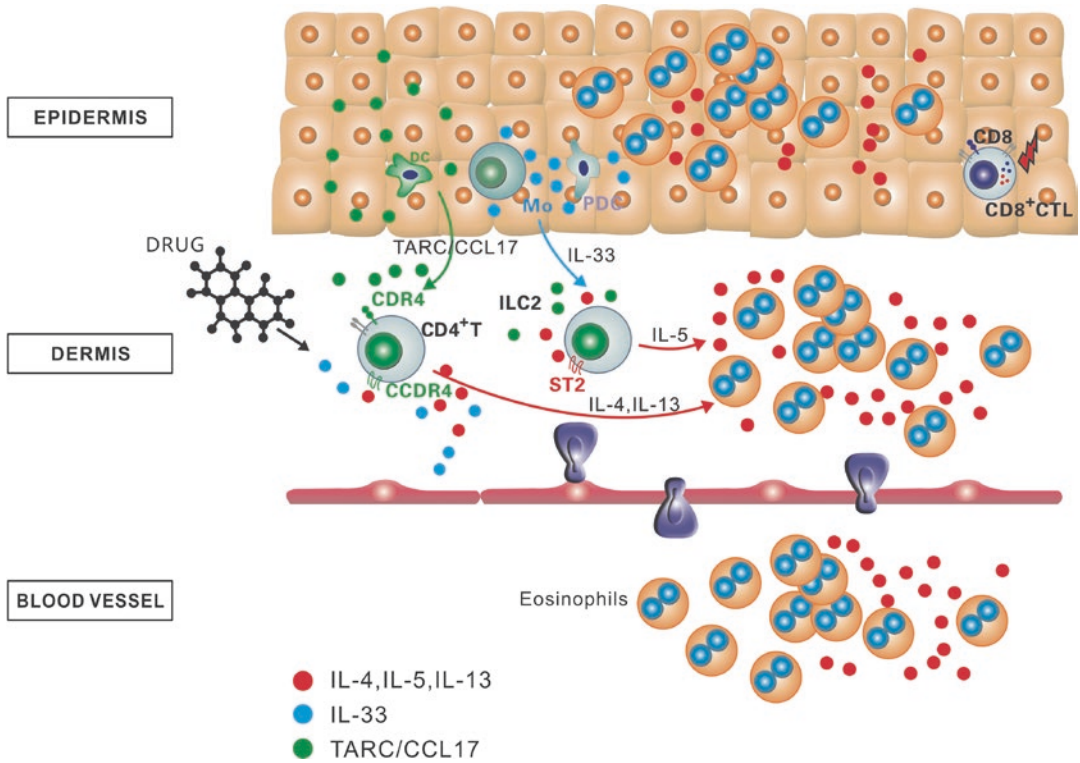 EPIDERMIS
DC
Mo
PDC
CD8
CD8+CTL
TARC/CCL17
IL-33
DRUG
CDR4
CD4+T
ILC2
IL-5
DERMIS
CCDR4
ST2
IL-4,IL-13
BLOOD VESSEL
Eosinophils
IL-4,IL-5,IL-13
IL-33
TARC/CCL17